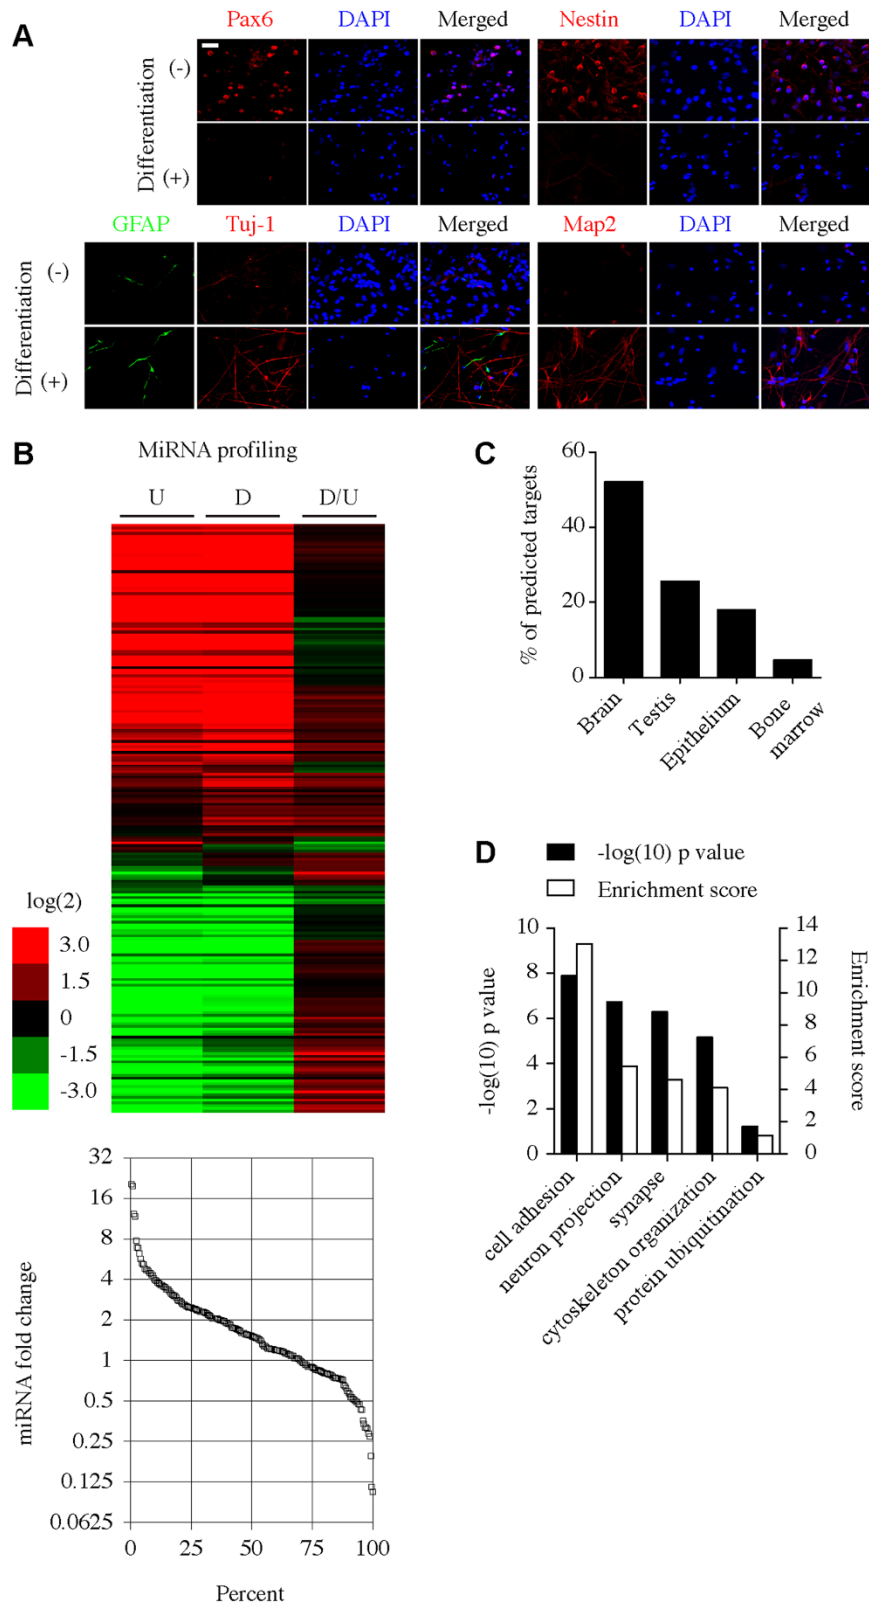 A
Pax6 DAPI Merged Nestin DAPI Merged
Differentiation
(-)
(+)
GFAP Tuj-1 DAPI Merged Map2 DAPI Merged
Differentiation
(-)
(+)
B
MiRNA profiling
U D D/U
log(2)
3.0
1.5
0
-1.5
-3.0
miRNA fold change
32
16
8
4
2
1
0.5
0.25
0.125
0.0625
0 25 50 75 100
Percent
C
% of predicted targets
60
40
20
0
Brain
Testis
Epithelium
Bone
marrow
D
-log(10) p value
Enrichment score
-log(10) p value
10
8
6
4
2
0
14
12
10
8
6
4
2
0
Enrichment score
cell adhesion
neuron projection
synapse
cytoskeleton organization
protein ubiquitination